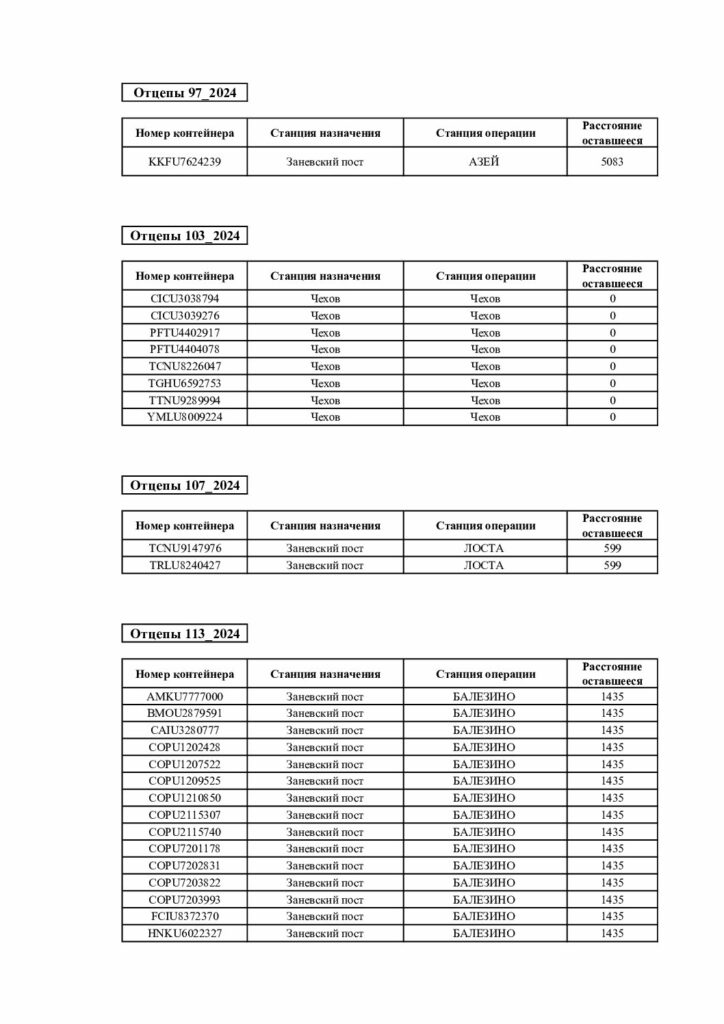 Отцепы 97_2024
Номер контейнера Станция назначения Станция операции Расстояние оставшееся
KKFU7624239 Заневский пост АЗЕЙ 5083
Отцепы 103_2024
Номер контейнера Станция назначения Станция операции Расстояние оставшееся
CICU3038794 Чехов Чехов 0
CICU3039276 Чехов Чехов 0
PFTU4402917 Чехов Чехов 0
PFTU4404078 Чехов Чехов 0
TCNU8226047 Чехов Чехов 0
TGHU6592753 Чехов Чехов 0
TTNU9289994 Чехов Чехов 0
YMLU8009224 Чехов Чехов 0
Отцепы 107_2024
Номер контейнера Станция назначения Станция операции Расстояние оставшееся
TCNU9147976 Заневский пост ЛОСТА 599
TRLU8240427 Заневский пост ЛОСТА 599
Отцепы 113_2024
Номер контейнера Станция назначения Станция операции Расстояние оставшееся
AMKU7777000 Заневский пост БАЛЕЗИНО 1435
BMOU2879591 Заневский пост БАЛЕЗИНО 1435
CAIU3280777 Заневский пост БАЛЕЗИНО 1435
COPU1202428 Заневский пост БАЛЕЗИНО 1435
COPU1207522 Заневский пост БАЛЕЗИНО 1435
COPU1209525 Заневский пост БАЛЕЗИНО 1435
COPU1210850 Заневский пост БАЛЕЗИНО 1435
COPU2115307 Заневский пост БАЛЕЗИНО 1435
COPU2115740 Заневский пост БАЛЕЗИНО 1435
COPU7201178 Заневский пост БАЛЕЗИНО 1435
COPU7202831 Заневский пост БАЛЕЗИНО 1435
COPU7203822 Заневский пост БАЛЕЗИНО 1435
COPU7203993 Заневский пост БАЛЕЗИНО 1435
FCIU8372370 Заневский пост БАЛЕЗИНО 1435
HNKU6022327 Заневский пост БАЛЕЗИНО 1435